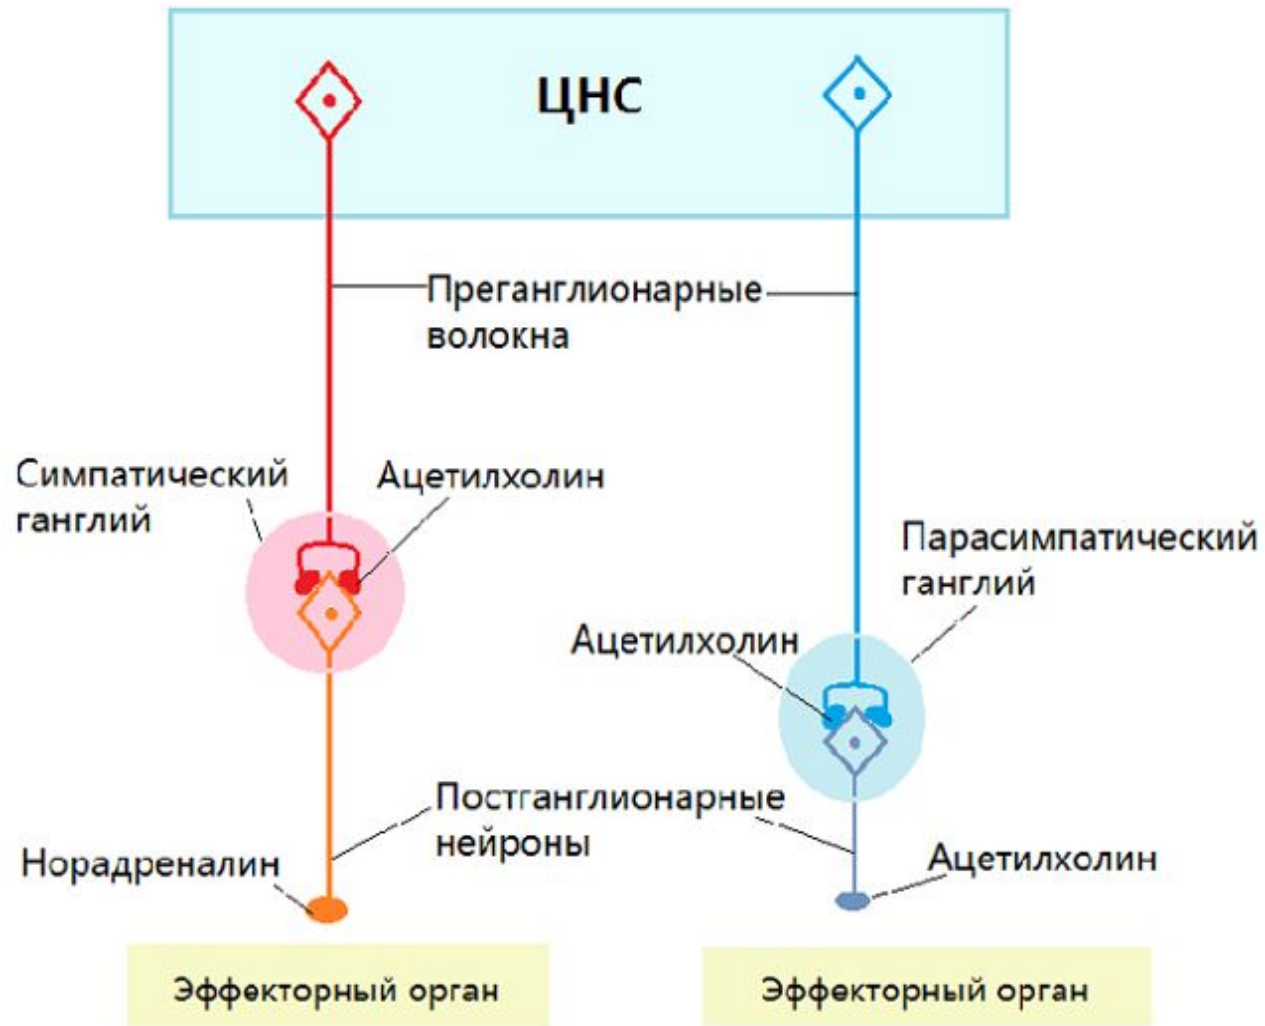 ЦНС
Преганглионарные
волокна
Симпатический
ганглий
Ацетилхолин
Парасимпатический
ганглий
Ацетилхолин
Постганглионарные
нейроны
Норадреналин
Ацетилхолин
Эффекторный орган
Эффекторный орган